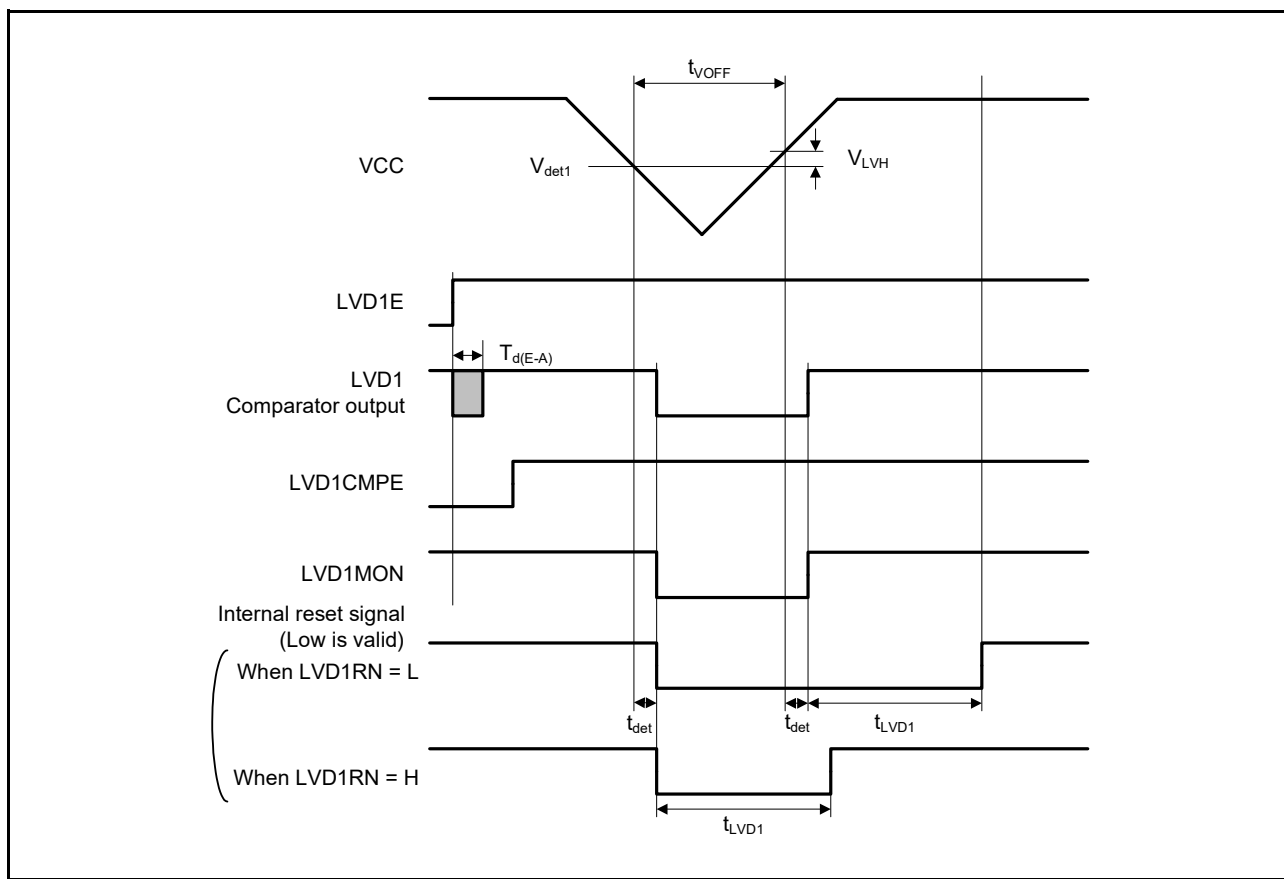 tVOFF
VCC
Vdet1
VLVH
LVD1E
Td(E-A)
LVD1
Comparator output
LVD1CMPE
LVD1MON
Internal reset signal
(Low is valid)
When LVD1RN = L
tdet
tdet
tLVD1
When LVD1RN = H
tLVD1